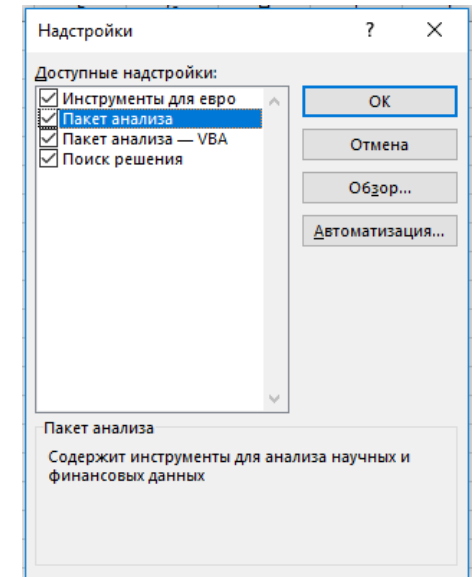 Надстройки ?
Доступные надстройки:
Инструменты для евро
Пакет анализа
Пакет анализа — VBA
Поиск решения
ОК
Отмена
Обзор...
Автоматизация...
Пакет анализа
Содержит инструменты для анализа научных и
финансовых данных